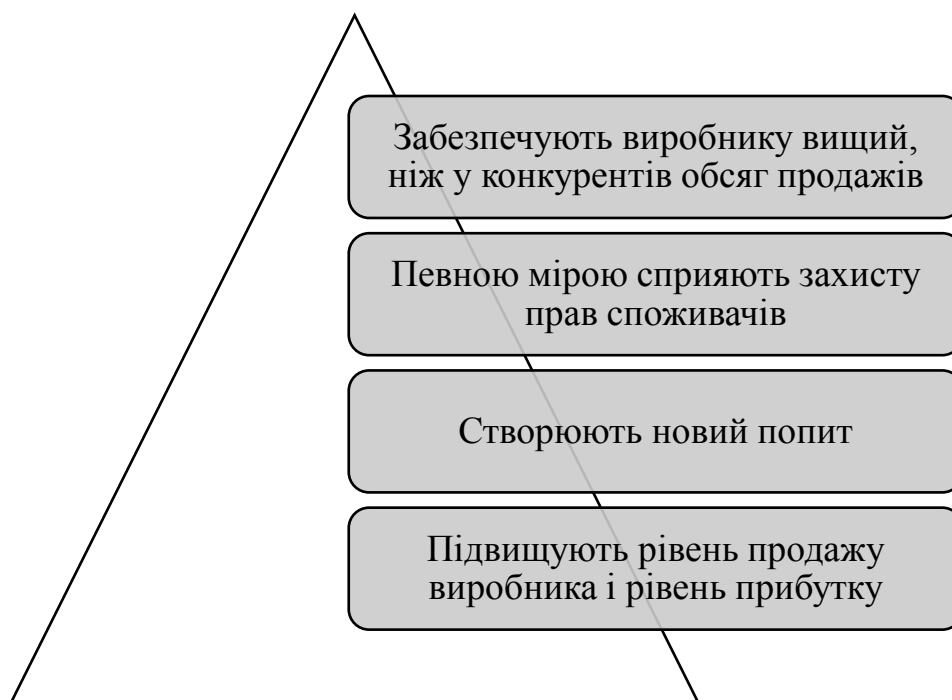 Забезпечують виробнику вищий,
ніж у конкурентів обсяг продажів
Певною мірою сприяють захисту
прав споживачів
Створюють новий попит
Підвищують рівень продажу
виробника і рівень прибутку